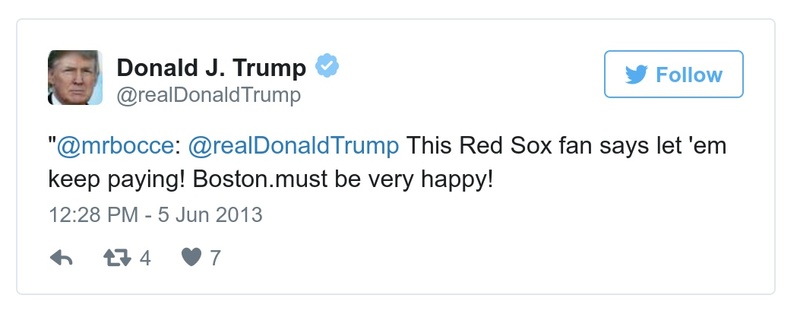 Donald J. Trump
@realDonaldTrump
Follow
"@mrbocce: @realDonaldTrump This Red Sox fan says let 'em
keep paying! Boston.must be very happy!
12:28 PM - 5 Jun 2013
4 7